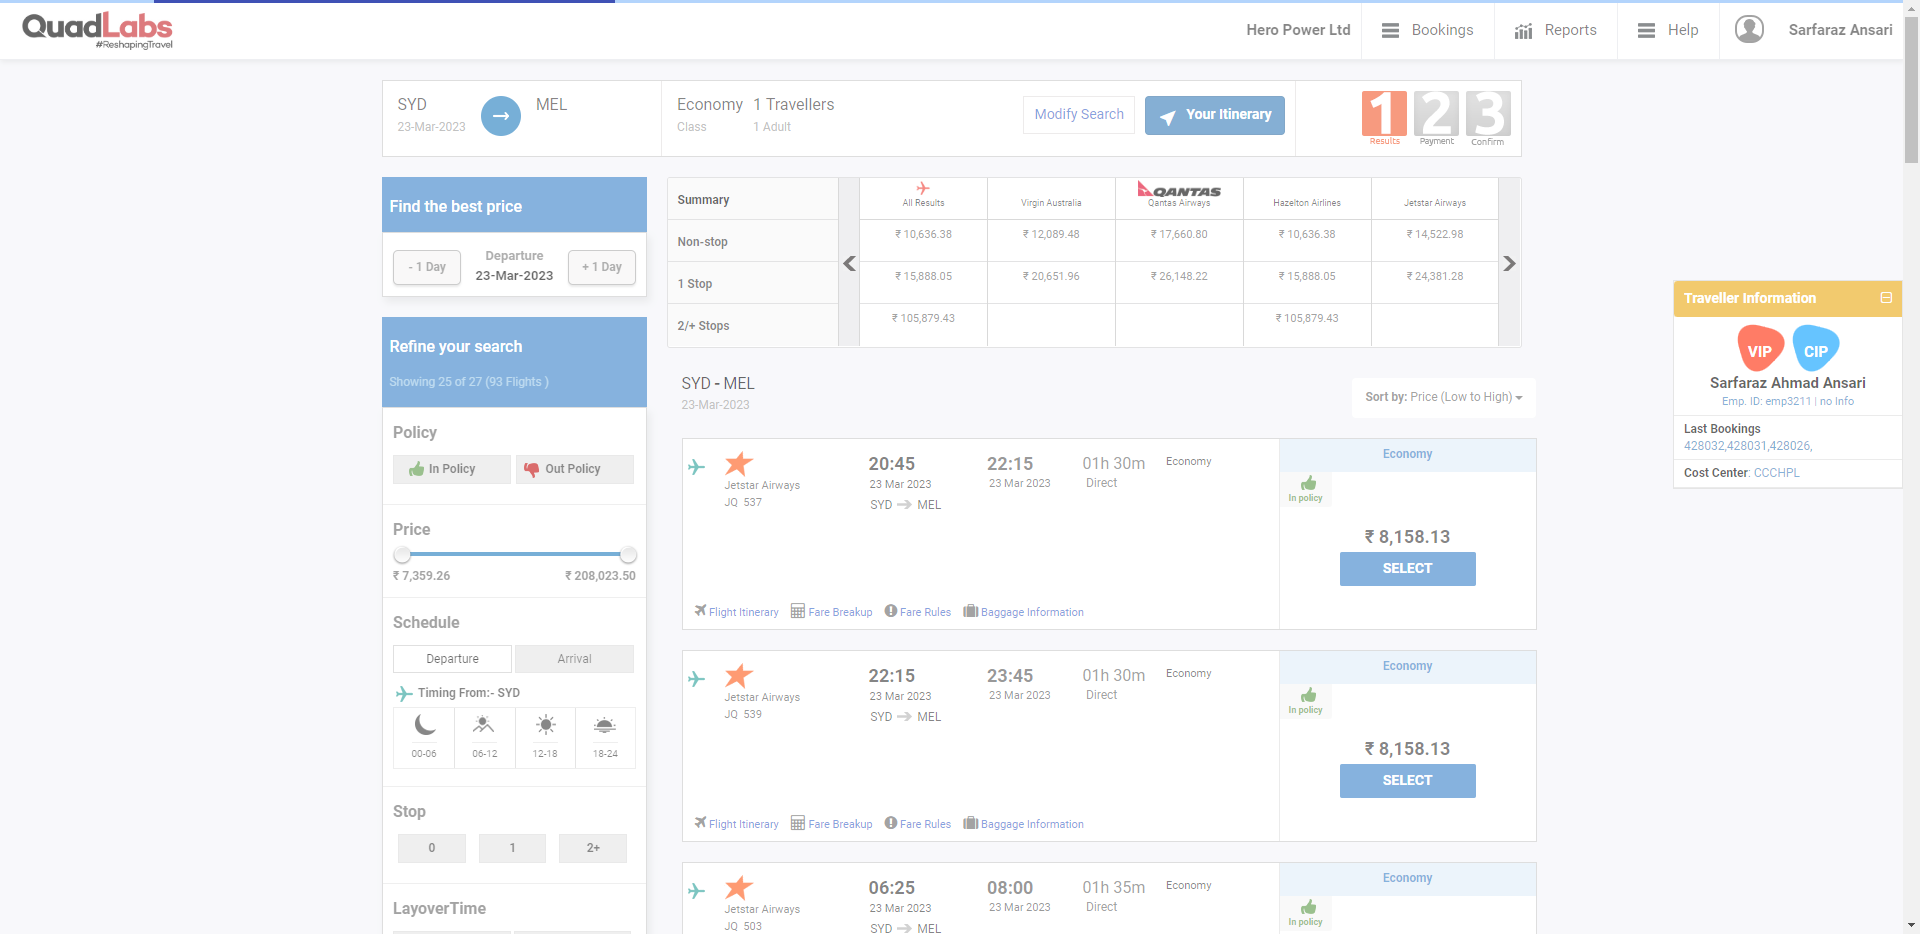 QuadLabs
#ReshapingTravel
Hero Power Ltd
Bookings
Reports
Help
Sarfaraz Ansari
SYD
23-Mar-2023
MEL
Economy
Class
1 Travellers
1 Adult
Modify Search
Your Itinerary
1
Results
2
Payment
3
Confirm
Find the best price
- 1 Day
Departure
23-Mar-2023
+ 1 Day
Refine your search
Showing 25 of 27 (93 Flights )
Policy
In Policy
Out Policy
Price
₹ 7,359.26
₹ 208,023.50
Schedule
Departure
Arrival
Timing From:- SYD
00-06
06-12
12-18
18-24
Stop
0
1
2+
LayoverTime
Summary
All Results
Virgin Australia
QANTAS
Qantas Airways
Hazelton Airlines
Jetstar Airways
Non-stop
₹ 10,636.38
₹ 12,089.48
₹ 17,660.80
₹ 10,636.38
₹ 14,522.98
1 Stop
₹ 15,888.05
₹ 20,651.96
₹ 26,148.22
₹ 15,888.05
₹ 24,381.28
2/+ Stops
₹ 105,879.43
₹ 105,879.43
SYD - MEL
23-Mar-2023
Sort by: Price (Low to High)
Jetstar Airways
JQ 537
20:45
23 Mar 2023
SYD MEL
22:15
23 Mar 2023
01h 30m
Direct
Economy
Economy
In policy
₹ 8,158.13
SELECT
Flight Itinerary
Fare Breakup
Fare Rules
Baggage Information
Jetstar Airways
JQ 539
22:15
23 Mar 2023
SYD MEL
23:45
23 Mar 2023
01h 30m
Direct
Economy
Economy
In policy
₹ 8,158.13
SELECT
Flight Itinerary
Fare Breakup
Fare Rules
Baggage Information
Jetstar Airways
JQ 503
06:25
23 Mar 2023
SYD MEL
08:00
23 Mar 2023
01h 35m
Direct
Economy
Economy
In policy
Traveller Information
VIP
CIP
Sarfaraz Ahmad Ansari
Emp. ID: emp3211 | no Info
Last Bookings
428032,428031,428026,
Cost Center: CCCHPL